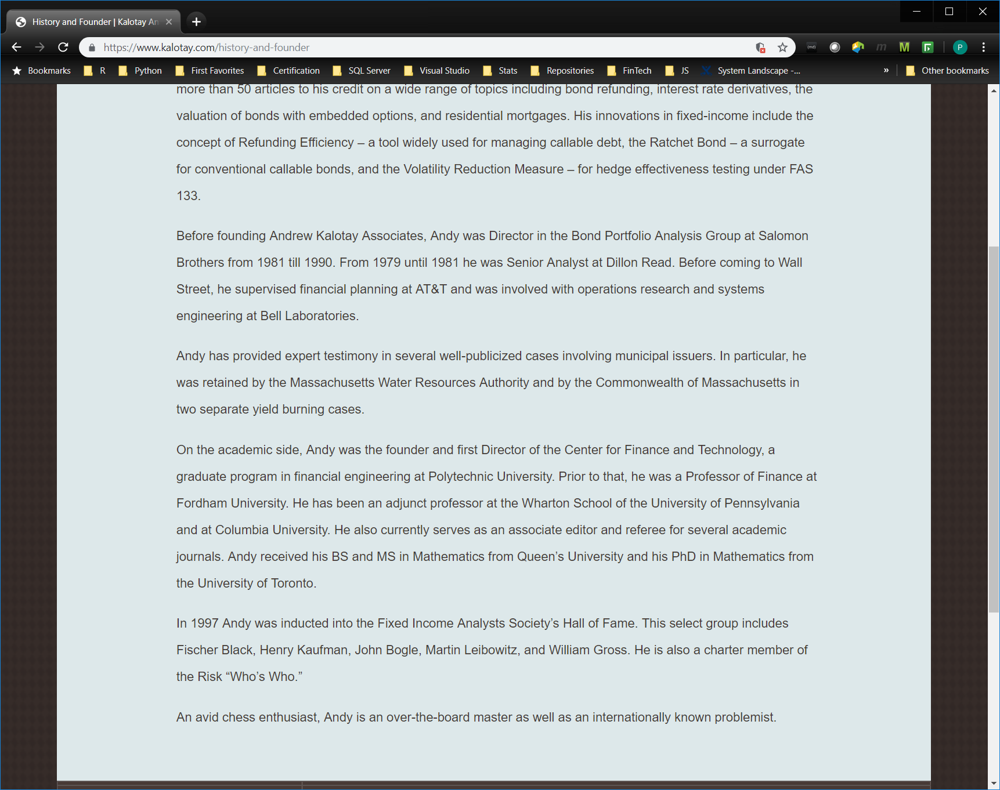 History and Founder | Kalotay An
https://www.kalotay.com/history-and-founder
Bookmarks R Python First Favorites Certification SQL Server Visual Studio Stats Repositories FinTech JS System Landscape -... » Other bookmarks
more than 50 articles to his credit on a wide range of topics including bond refunding, interest rate derivatives, the
valuation of bonds with embedded options, and residential mortgages. His innovations in fixed-income include the
concept of Refunding Efficiency – a tool widely used for managing callable debt, the Ratchet Bond – a surrogate
for conventional callable bonds, and the Volatility Reduction Measure – for hedge effectiveness testing under FAS
133.
Before founding Andrew Kalotay Associates, Andy was Director in the Bond Portfolio Analysis Group at Salomon
Brothers from 1981 till 1990. From 1979 until 1981 he was Senior Analyst at Dillon Read. Before coming to Wall
Street, he supervised financial planning at AT&T and was involved with operations research and systems
engineering at Bell Laboratories.
Andy has provided expert testimony in several well-publicized cases involving municipal issuers. In particular, he
was retained by the Massachusetts Water Resources Authority and by the Commonwealth of Massachusetts in
two separate yield burning cases.
On the academic side, Andy was the founder and first Director of the Center for Finance and Technology, a
graduate program in financial engineering at Polytechnic University. Prior to that, he was a Professor of Finance at
Fordham University. He has been an adjunct professor at the Wharton School of the University of Pennsylvania
and at Columbia University. He also currently serves as an associate editor and referee for several academic
journals. Andy received his BS and MS in Mathematics from Queen’s University and his PhD in Mathematics from
the University of Toronto.
In 1997 Andy was inducted into the Fixed Income Analysts Society’s Hall of Fame. This select group includes
Fischer Black, Henry Kaufman, John Bogle, Martin Leibowitz, and William Gross. He is also a charter member of
the Risk “Who’s Who.”
An avid chess enthusiast, Andy is an over-the-board master as well as an internationally known problemist.